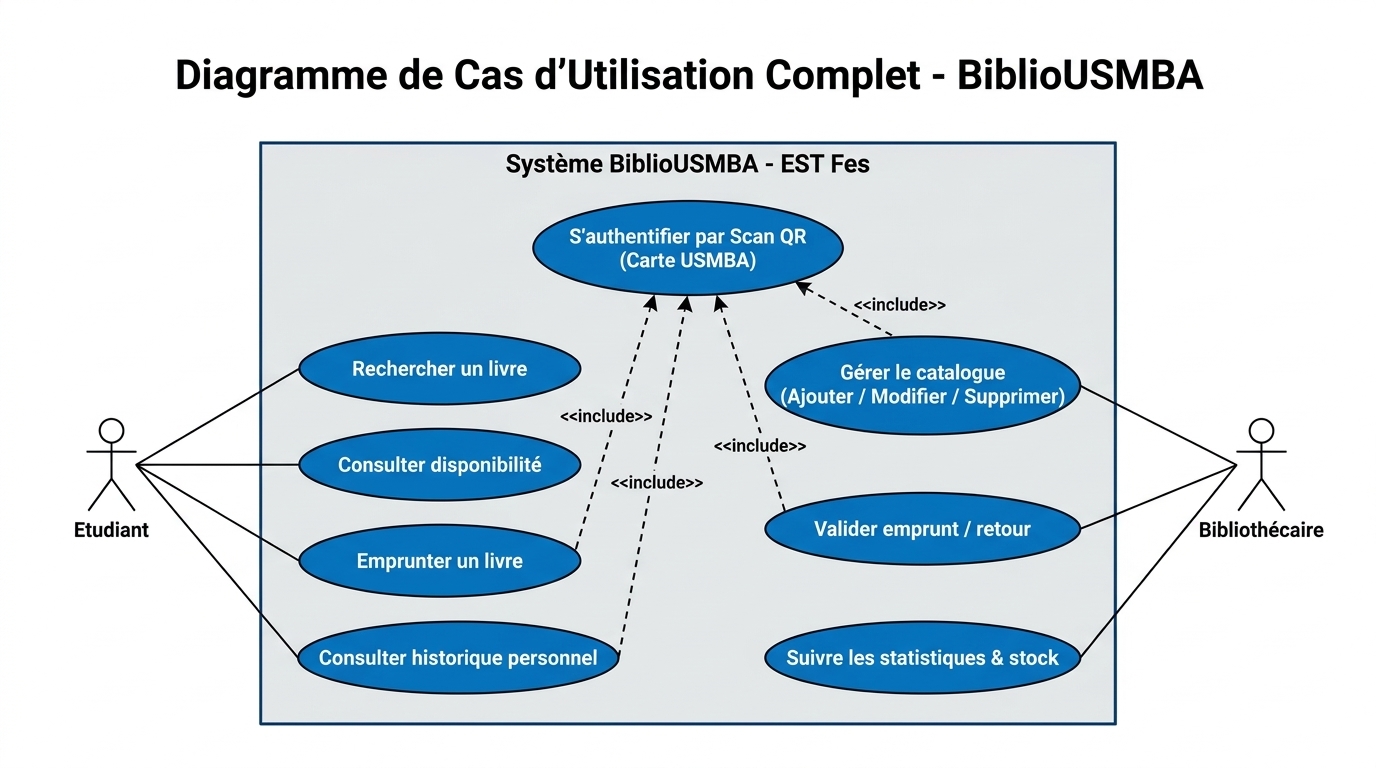 Diagramme de Cas d’Utilisation Complet - BiblioUSMBA
Système BiblioUSMBA - EST Fes
S'authentifier par Scan QR
(Carte USMBA)
<<include>>
Rechercher un livre
Gérer le catalogue
(Ajouter / Modifier / Supprimer)
<<include>>
<<include>>
Consulter disponibilité
<<include>>
Etudiant
Valider emprunt / retour
Bibliothécaire
Emprunter un livre
Consulter historique personnel
Suivre les statistiques & stock